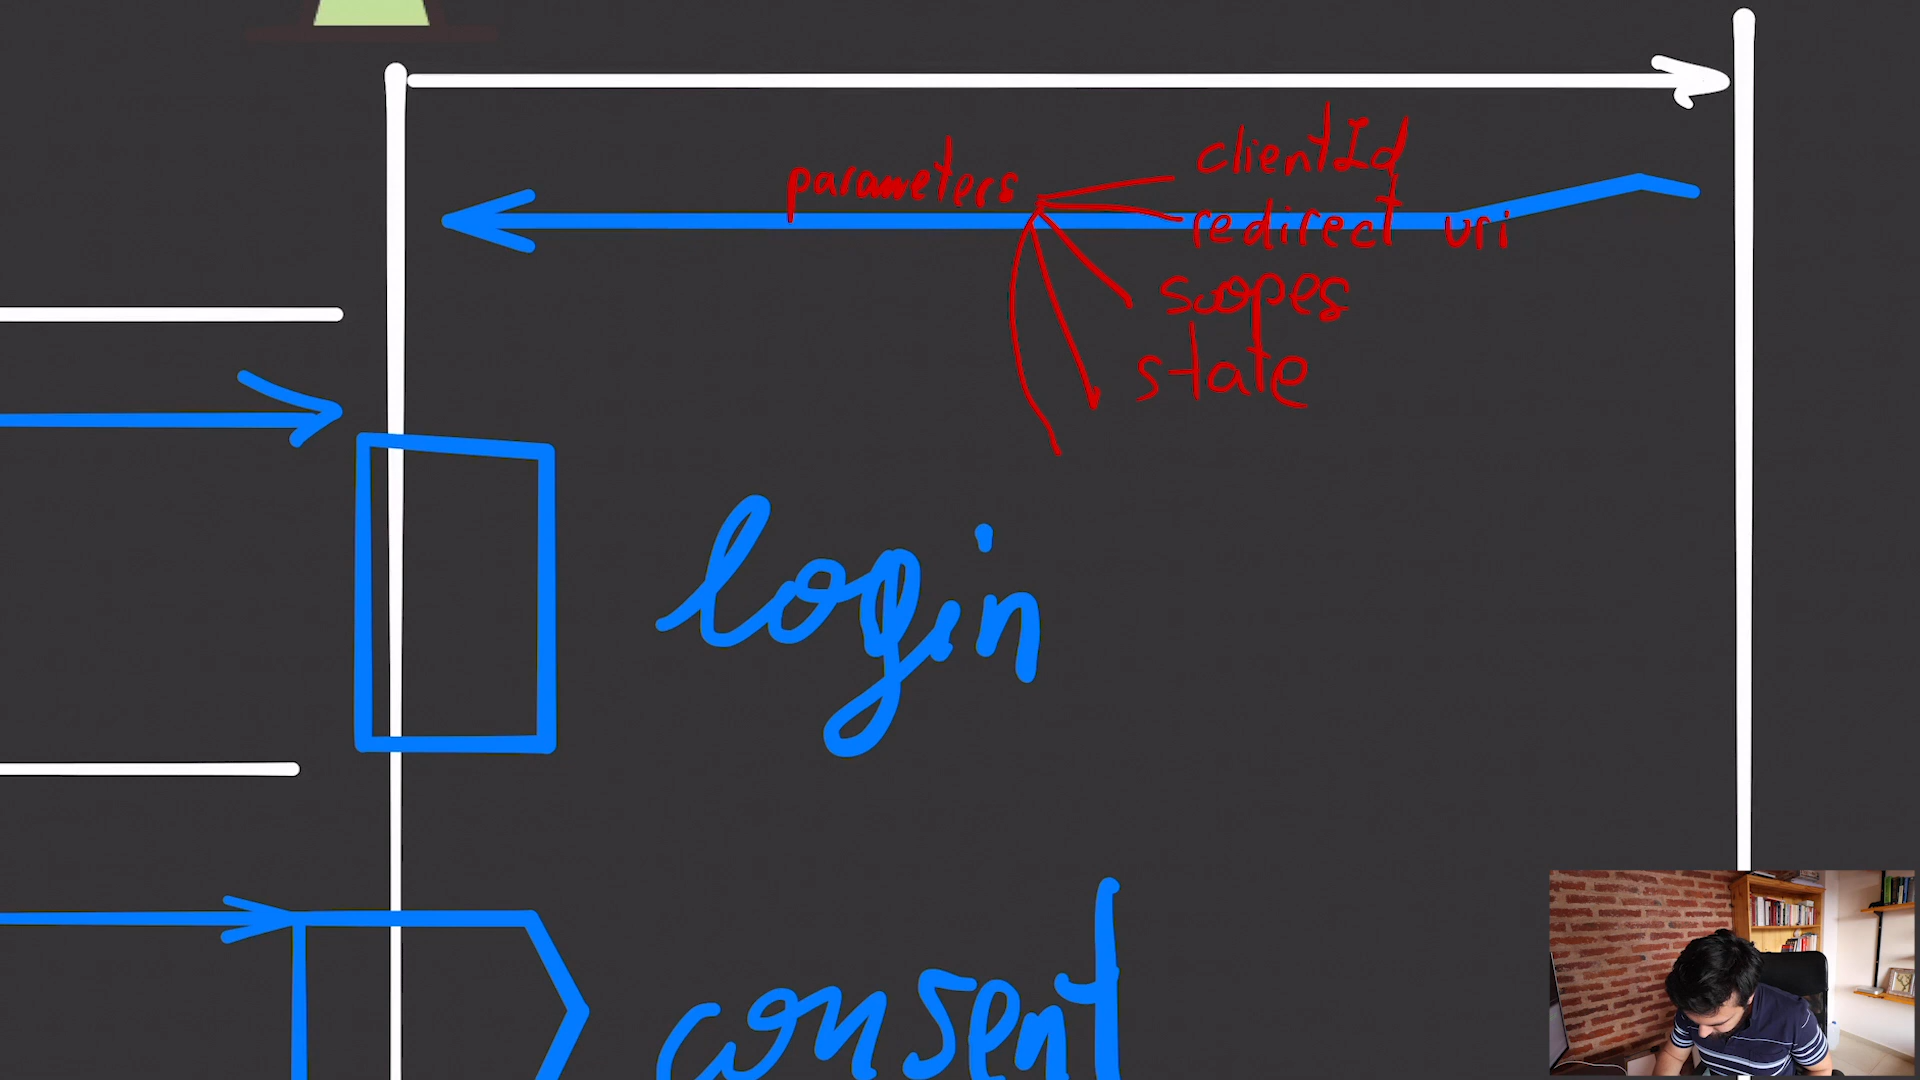 parameters
clientId
redirect uri
scopes
state
login
consent